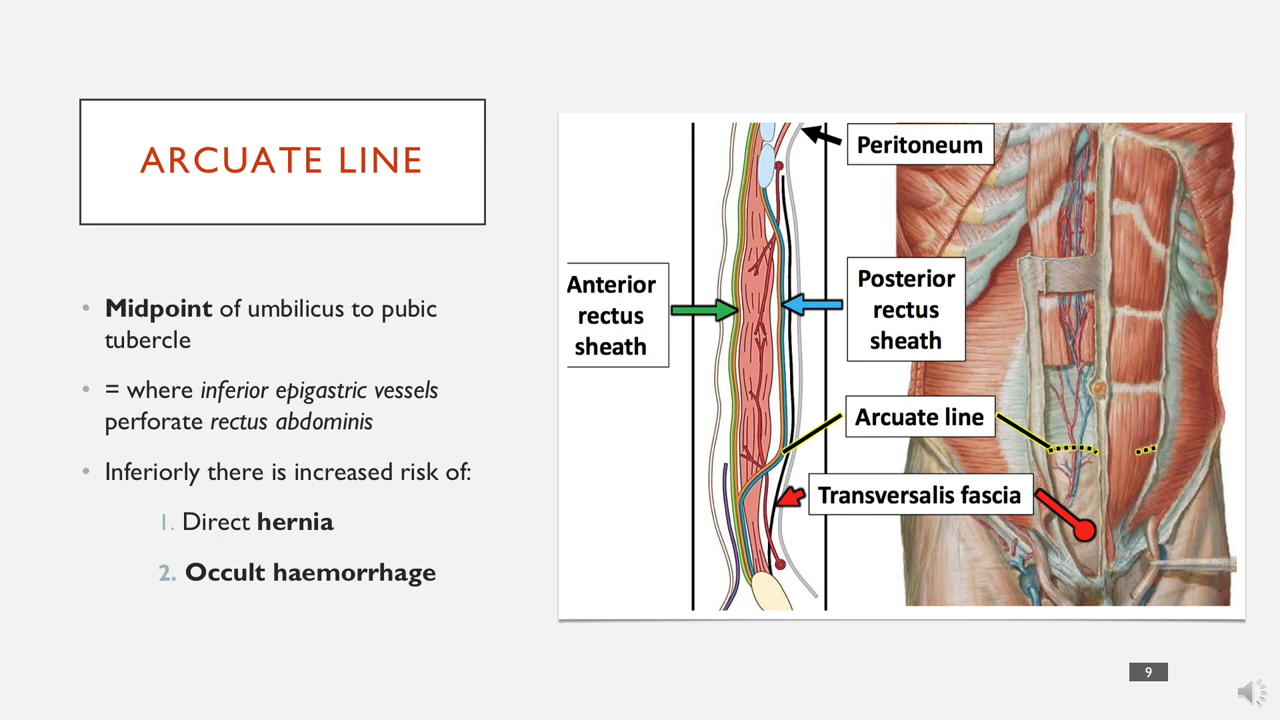 ARCUATE LINE
• Midpoint of umbilicus to pubic
tubercle
• = where inferior epigastric vessels
perforate rectus abdominis
• Inferiorly there is increased risk of:
1. Direct hernia
2. Occult haemorrhage
Peritoneum
Anterior
rectus
sheath
Posterior
rectus
sheath
Arcuate line
Transversalis fascia
9